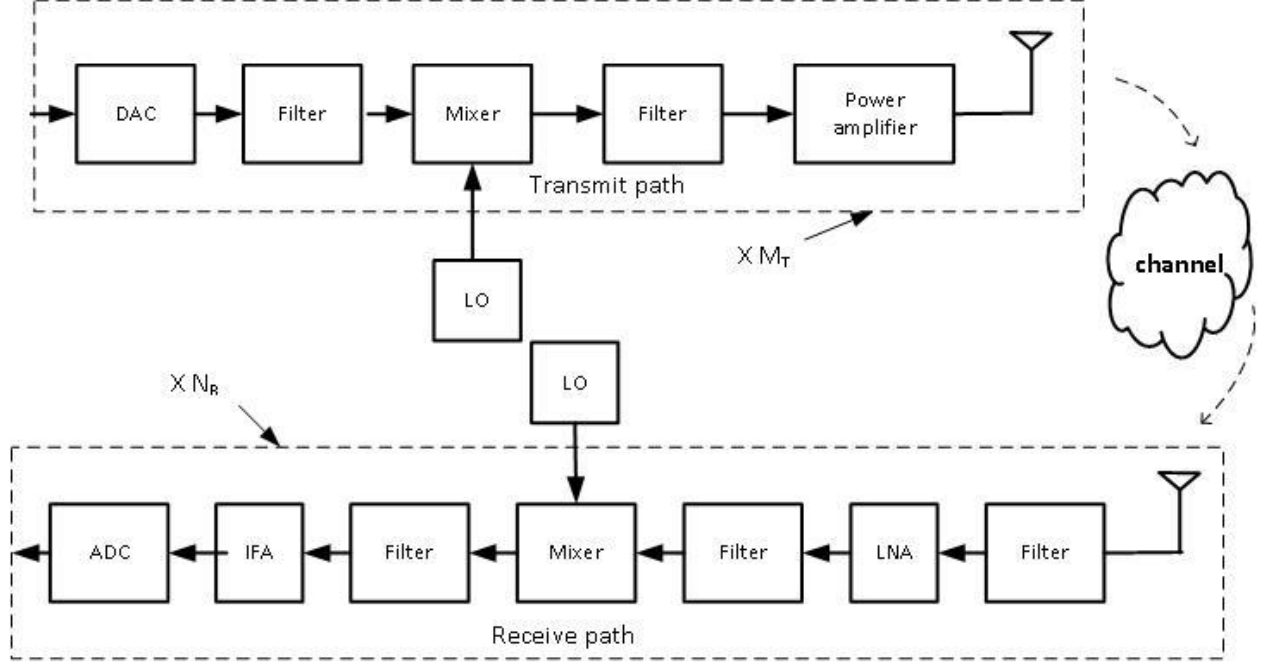 DAC
Filter
Mixer
Filter
Power
amplifier
Transmit path
X M_T
LO
channel
LO
X N_R
ADC
IFA
Filter
Mixer
Filter
LNA
Filter
Receive path